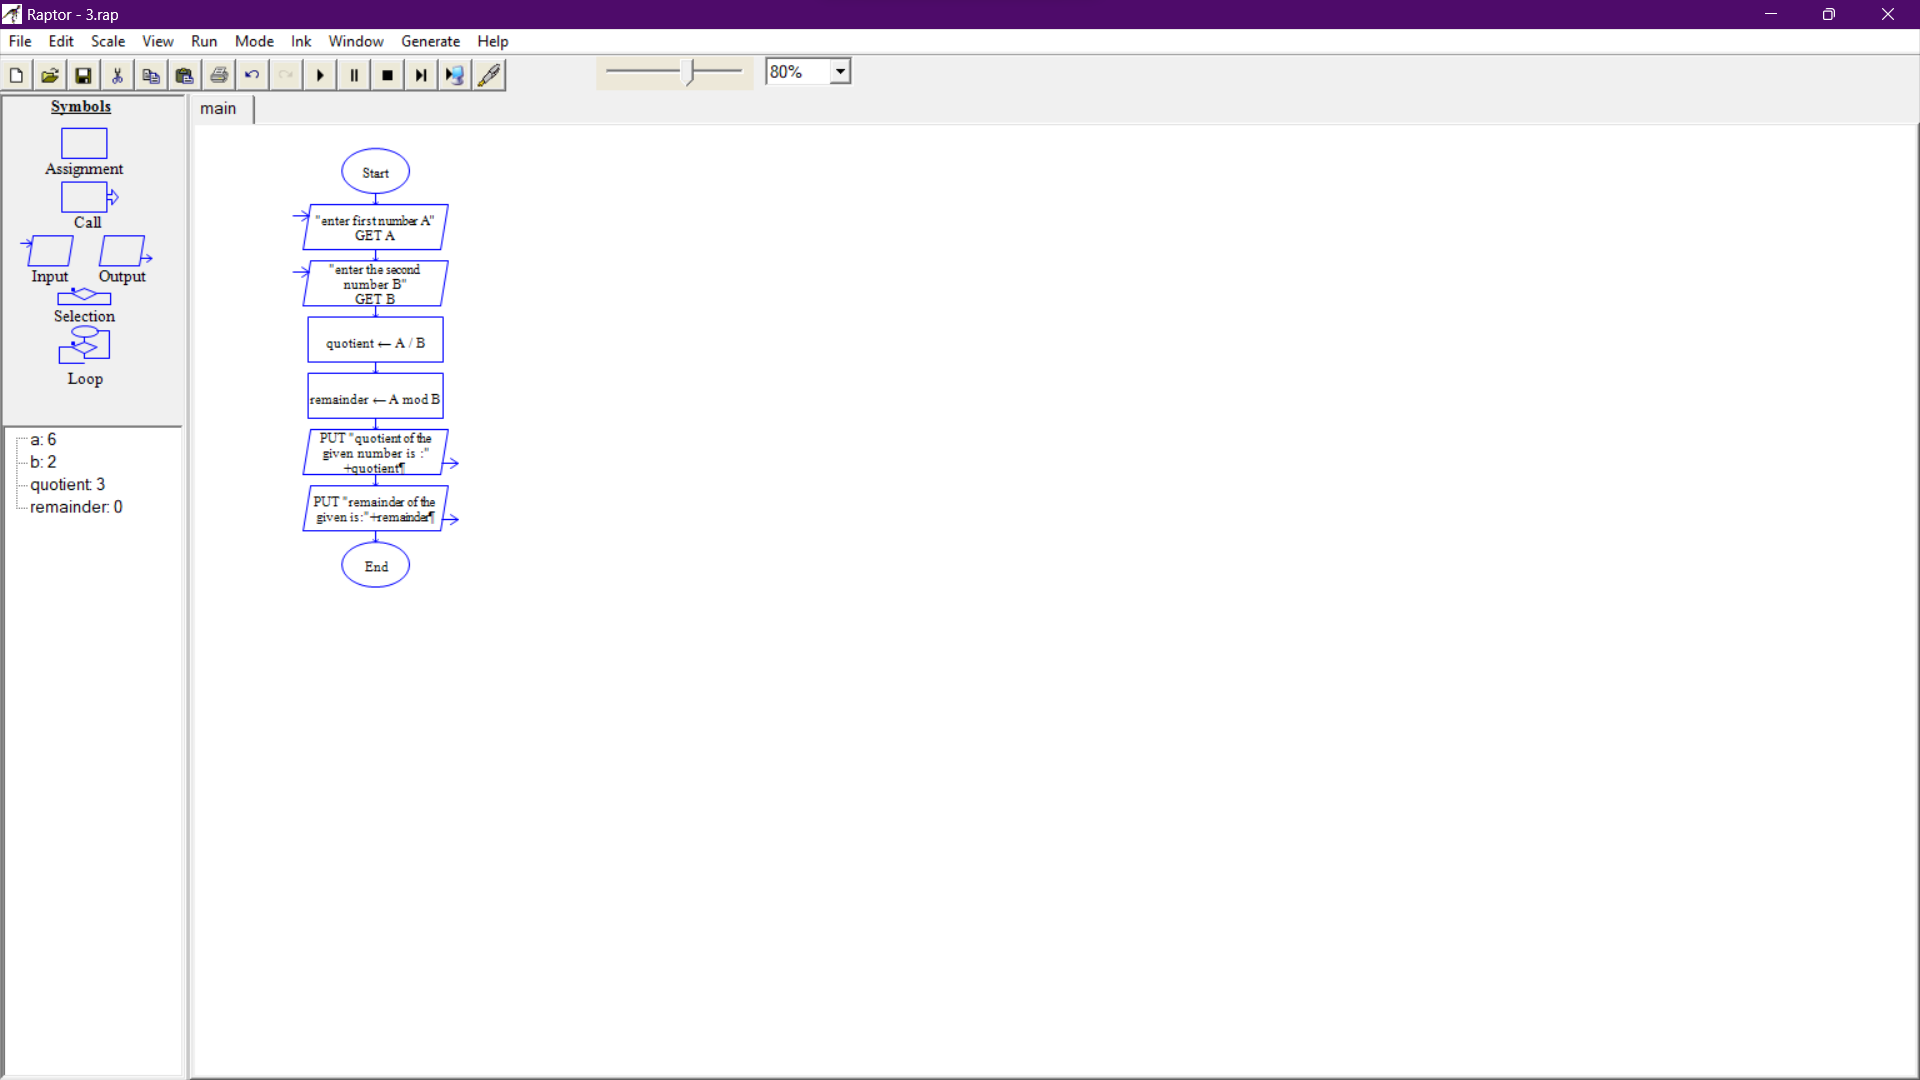 Raptor - 3.rap
File Edit Scale View Run Mode Ink Window Generate Help
80%
Symbols
Assignment
Call
Input Output
Selection
Loop
a: 6
b: 2
quotient: 3
remainder: 0
main
Start
"enter first number A"
GET A
"enter the second
number B"
GET B
quotient ← A / B
remainder ← A mod B
PUT "quotient of the
given number is :"
+quotient¶
PUT "remainder of the
given is:"+remainder¶
End